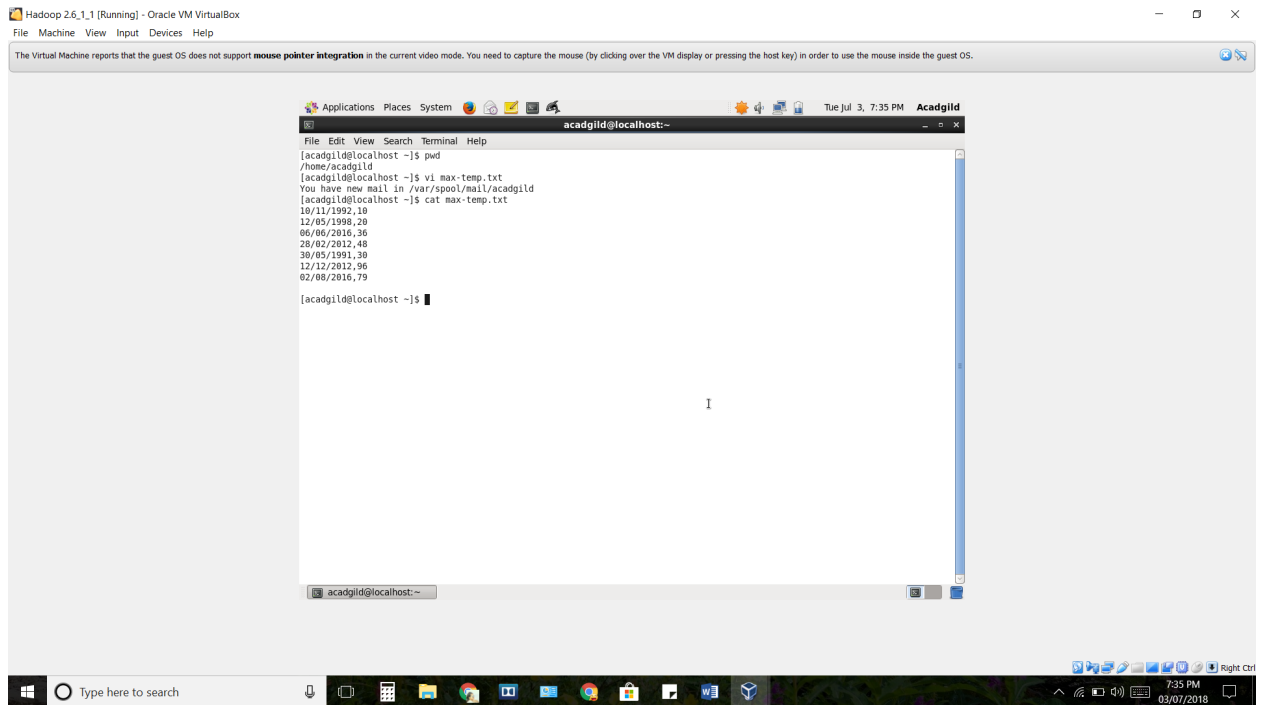 Hadoop 2.6_1_1 [Running] - Oracle VM VirtualBox
File Machine View Input Devices Help
The Virtual Machine reports that the guest OS does not support mouse pointer integration in the current video mode. You need to capture the mouse (by clicking over the VM display or pressing the host key) in order to use the mouse inside the guest OS.
Applications Places System Tue Jul 3, 7:35 PM Acadgild
acadgild@localhost:~
File Edit View Search Terminal Help
[acadgild@localhost ~]$ pwd
/home/acadgild
[acadgild@localhost ~]$ vi max-temp.txt
You have new mail in /var/spool/mail/acadgild
[acadgild@localhost ~]$ cat max-temp.txt
10/11/1992,10
12/05/1998,20
06/06/2016,36
28/02/2012,48
30/05/1991,30
12/12/2012,96
02/08/2016,79
[acadgild@localhost ~]$
acadgild@localhost:~
Right Ctrl
Type here to search
7:35 PM
03/07/2018